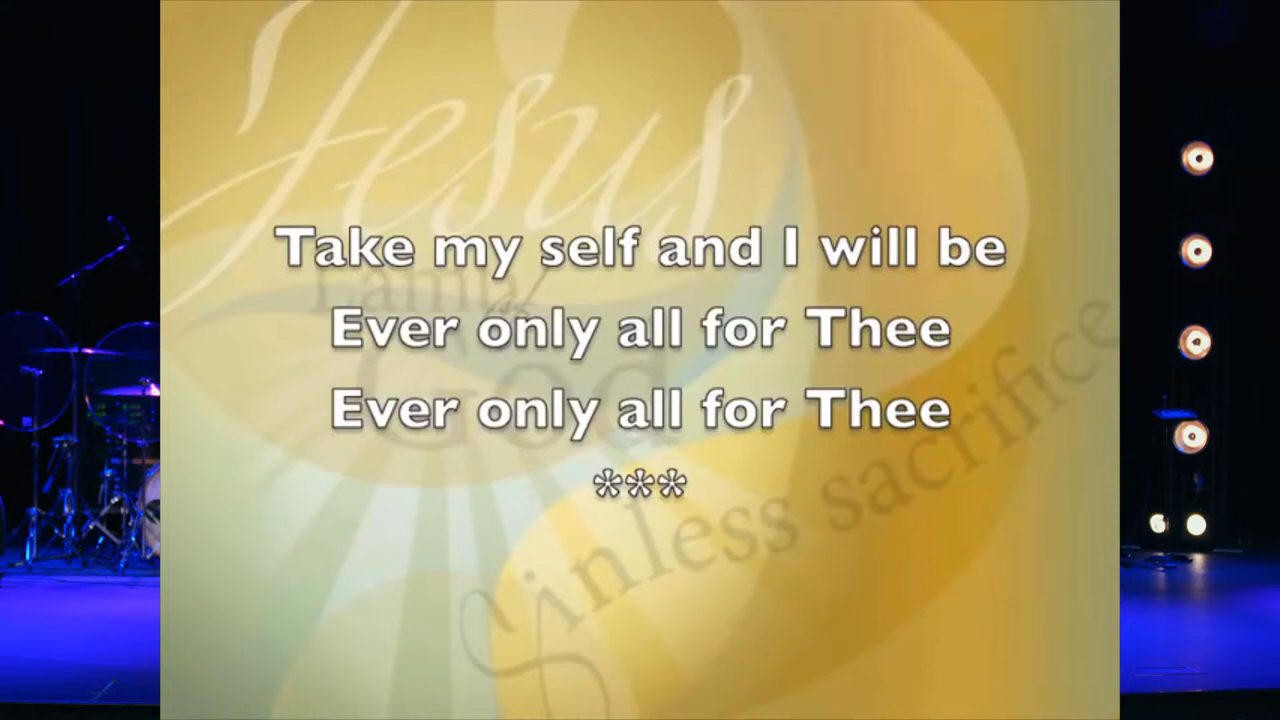 Jesus
Take my self and I will be
Lamb of
Ever only all for Thee
God
Ever only all for Thee
***
Sinless sacrifice